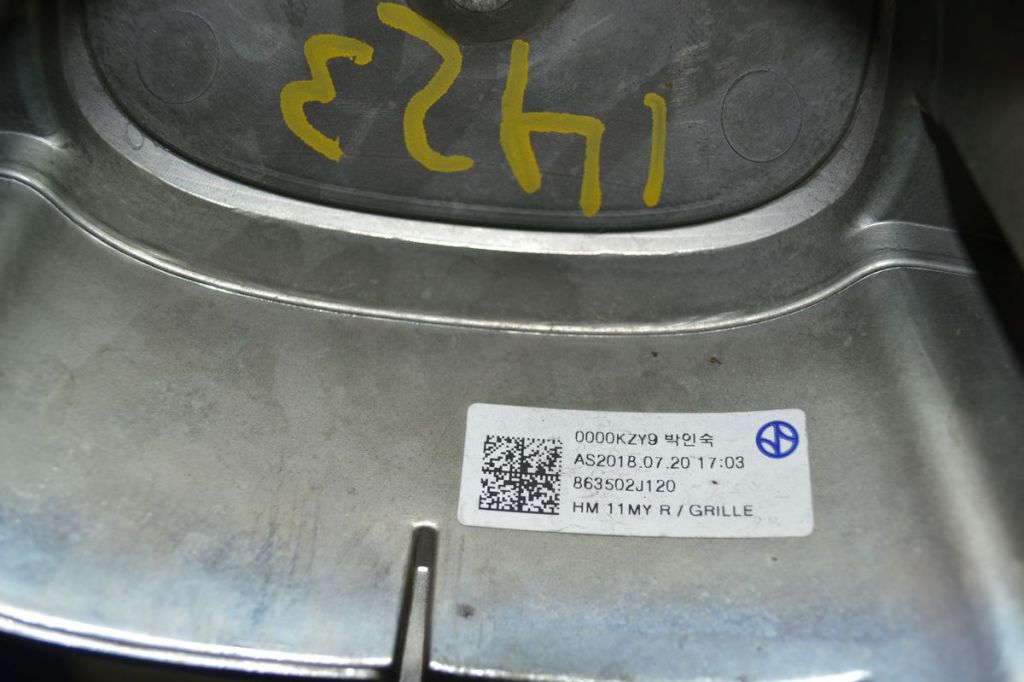 1423
0000KZY9 박인숙
AS2018.07.20 17:03
863502J120
HM 11MY R / GRILLE